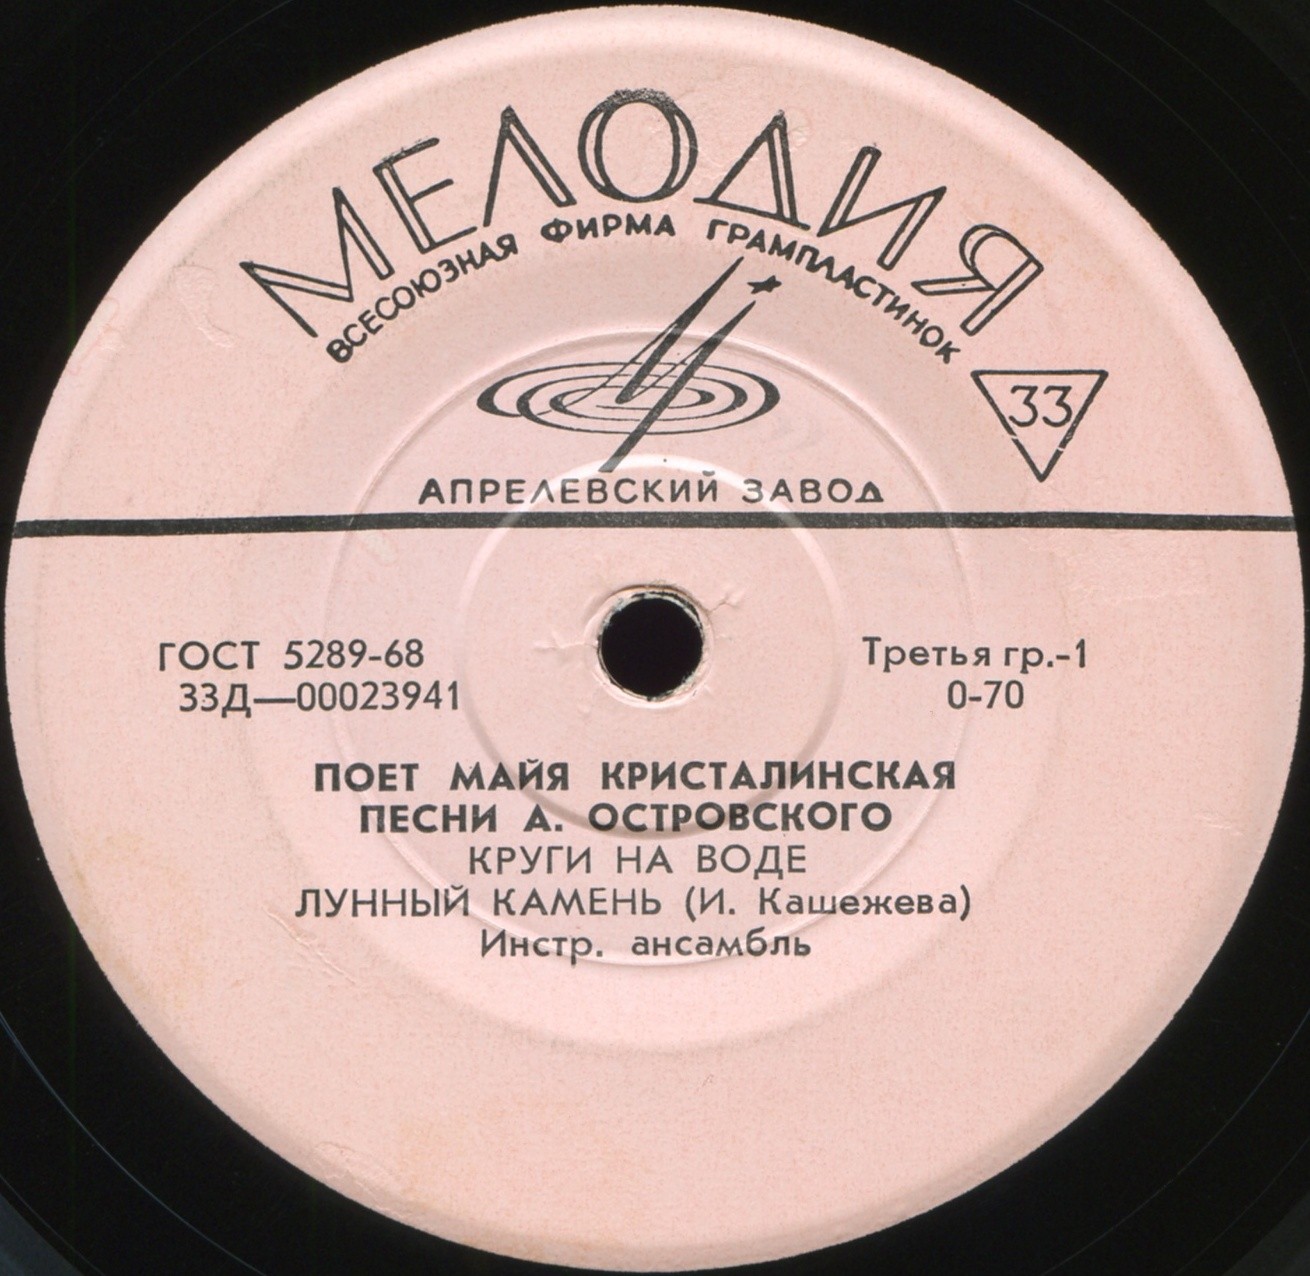 МЕЛОДИЯ
ВСЕСОЮЗНАЯ ФИРМА ГРАМПЛАСТИНОК
33
АПРЕЛЕВСКИЙ ЗАВОД
ГОСТ 5289-68
33Д—00023941
Третья гр.-1
0-70
ПОЕТ МАЙЯ КРИСТАЛИНСКАЯ
ПЕСНИ А. ОСТРОВСКОГО
КРУГИ НА ВОДЕ
ЛУННЫЙ КАМЕНЬ (И. Кашежева)
Инстр. ансамбль